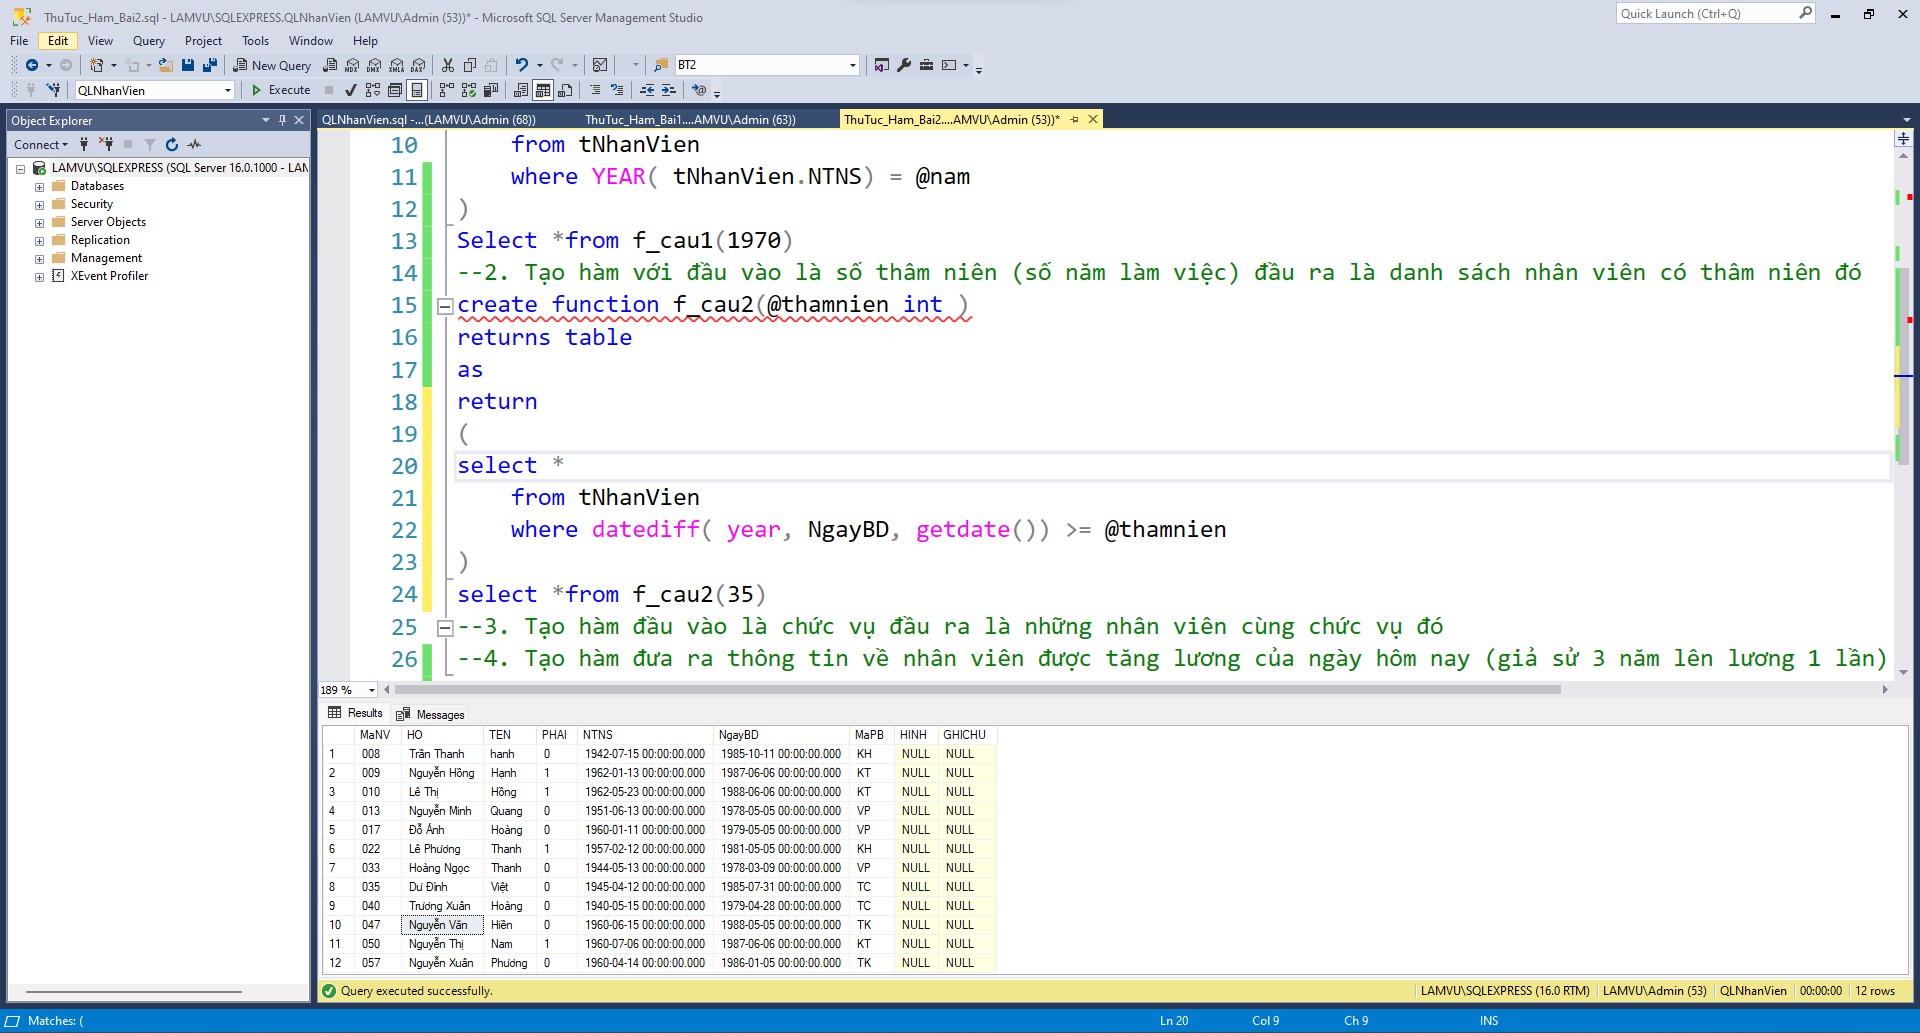 ThuTuc_Ham_Bai2.sql - LAMVU\SQLEXPRESS.QLNhanVien (LAMVU\Admin (53))* - Microsoft SQL Server Management Studio
Quick Launch (Ctrl+Q)
File Edit View Query Project Tools Window Help
New Query MDX DMX XMLA DAX BT2
QLNhanVien Execute
Object Explorer
Connect
LAMVU\SQLEXPRESS (SQL Server 16.0.1000 - LAM
Databases
Security
Server Objects
Replication
Management
XEvent Profiler
QLNhanVien.sql -...(LAMVU\Admin (68)) ThuTuc_Ham_Bai1....AMVU\Admin (63)) ThuTuc_Ham_Bai2....AMVU\Admin (53))*
10 from tNhanVien
11 where YEAR( tNhanVien.NTNS) = @nam
12 )
13 Select *from f_cau1(1970)
14 --2. Tạo hàm với đầu vào là số thâm niên (số năm làm việc) đầu ra là danh sách nhân viên có thâm niên đó
15 create function f_cau2(@thamnien int )
16 returns table
17 as
18 return
19 (
20 select *
21 from tNhanVien
22 where datediff( year, NgayBD, getdate()) >= @thamnien
23 )
24 select *from f_cau2(35)
25 --3. Tạo hàm đầu vào là chức vụ đầu ra là những nhân viên cùng chức vụ đó
26 --4. Tạo hàm đưa ra thông tin về nhân viên được tăng lương của ngày hôm nay (giả sử 3 năm lên lương 1 lần)
189 %
Results Messages
MaNV HO TEN PHAI NTNS NgayBD MaPB HINH GHICHU
1 008 Trần Thanh hanh 0 1942-07-15 00:00:00.000 1985-10-11 00:00:00.000 KH NULL NULL
2 009 Nguyễn Hồng Hạnh 1 1962-01-13 00:00:00.000 1987-06-06 00:00:00.000 KT NULL NULL
3 010 Lê Thị Hồng 1 1962-05-23 00:00:00.000 1988-06-06 00:00:00.000 KT NULL NULL
4 013 Nguyễn Minh Quang 0 1951-06-13 00:00:00.000 1978-05-05 00:00:00.000 VP NULL NULL
5 017 Đỗ Ánh Hoàng 0 1960-01-11 00:00:00.000 1979-05-05 00:00:00.000 VP NULL NULL
6 022 Lê Phương Thanh 1 1957-02-12 00:00:00.000 1981-05-05 00:00:00.000 KH NULL NULL
7 033 Hoàng Ngọc Thanh 0 1944-05-13 00:00:00.000 1978-03-09 00:00:00.000 VP NULL NULL
8 035 Dư Đình Việt 0 1945-04-12 00:00:00.000 1985-07-31 00:00:00.000 TC NULL NULL
9 040 Trương Xuân Hoàng 0 1940-05-15 00:00:00.000 1979-04-28 00:00:00.000 TC NULL NULL
10 047 Nguyễn Văn Hiền 0 1960-06-15 00:00:00.000 1988-05-05 00:00:00.000 TK NULL NULL
11 050 Nguyễn Thị Nam 1 1960-07-06 00:00:00.000 1987-06-06 00:00:00.000 KT NULL NULL
12 057 Nguyễn Xuân Phương 0 1960-04-14 00:00:00.000 1986-01-05 00:00:00.000 TK NULL NULL
Query executed successfully. LAMVU\SQLEXPRESS (16.0 RTM) LAMVU\Admin (53) QLNhanVien 00:00:00 12 rows
Matches: ( Ln 20 Col 9 Ch 9 INS